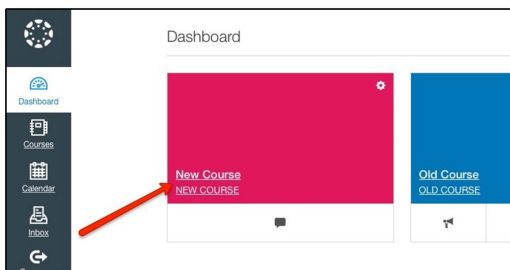 Dashboard
Dashboard
Courses
Calendar
Inbox
New Course
NEW COURSE
Old Course
OLD COURSE